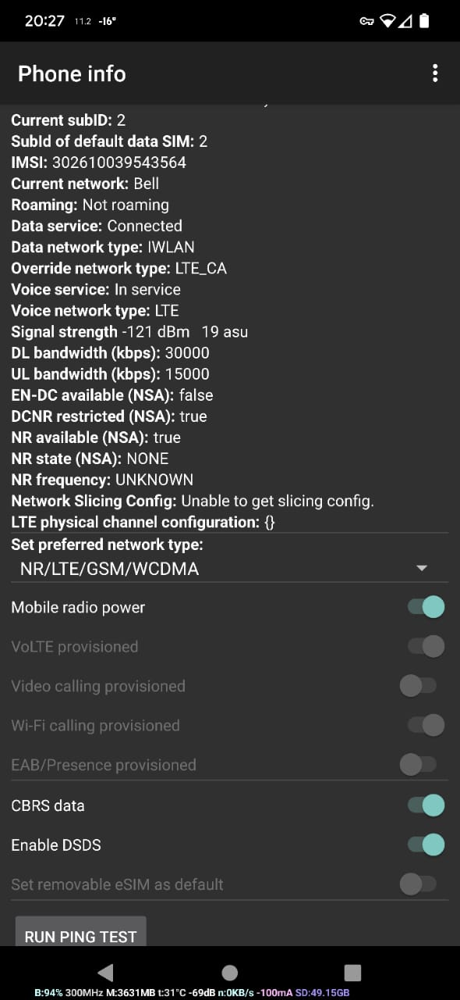 20:27 11.2 -16°
Phone info
Current subID: 2
SubId of default data SIM: 2
IMSI: 302610039543564
Current network: Bell
Roaming: Not roaming
Data service: Connected
Data network type: IWLAN
Override network type: LTE_CA
Voice service: In service
Voice network type: LTE
Signal strength -121 dBm 19 asu
DL bandwidth (kbps): 30000
UL bandwidth (kbps): 15000
EN-DC available (NSA): false
DCNR restricted (NSA): true
NR available (NSA): true
NR state (NSA): NONE
NR frequency: UNKNOWN
Network Slicing Config: Unable to get slicing config.
LTE physical channel configuration: {}
Set preferred network type:
NR/LTE/GSM/WCDMA
Mobile radio power
VoLTE provisioned
Video calling provisioned
Wi-Fi calling provisioned
EAB/Presence provisioned
CBRS data
Enable DSDS
Set removable eSIM as default
RUN PING TEST
B:94% 300MHz M:3631MB t:31°C -69dB n:0KB/s -100mA SD:49.15GB